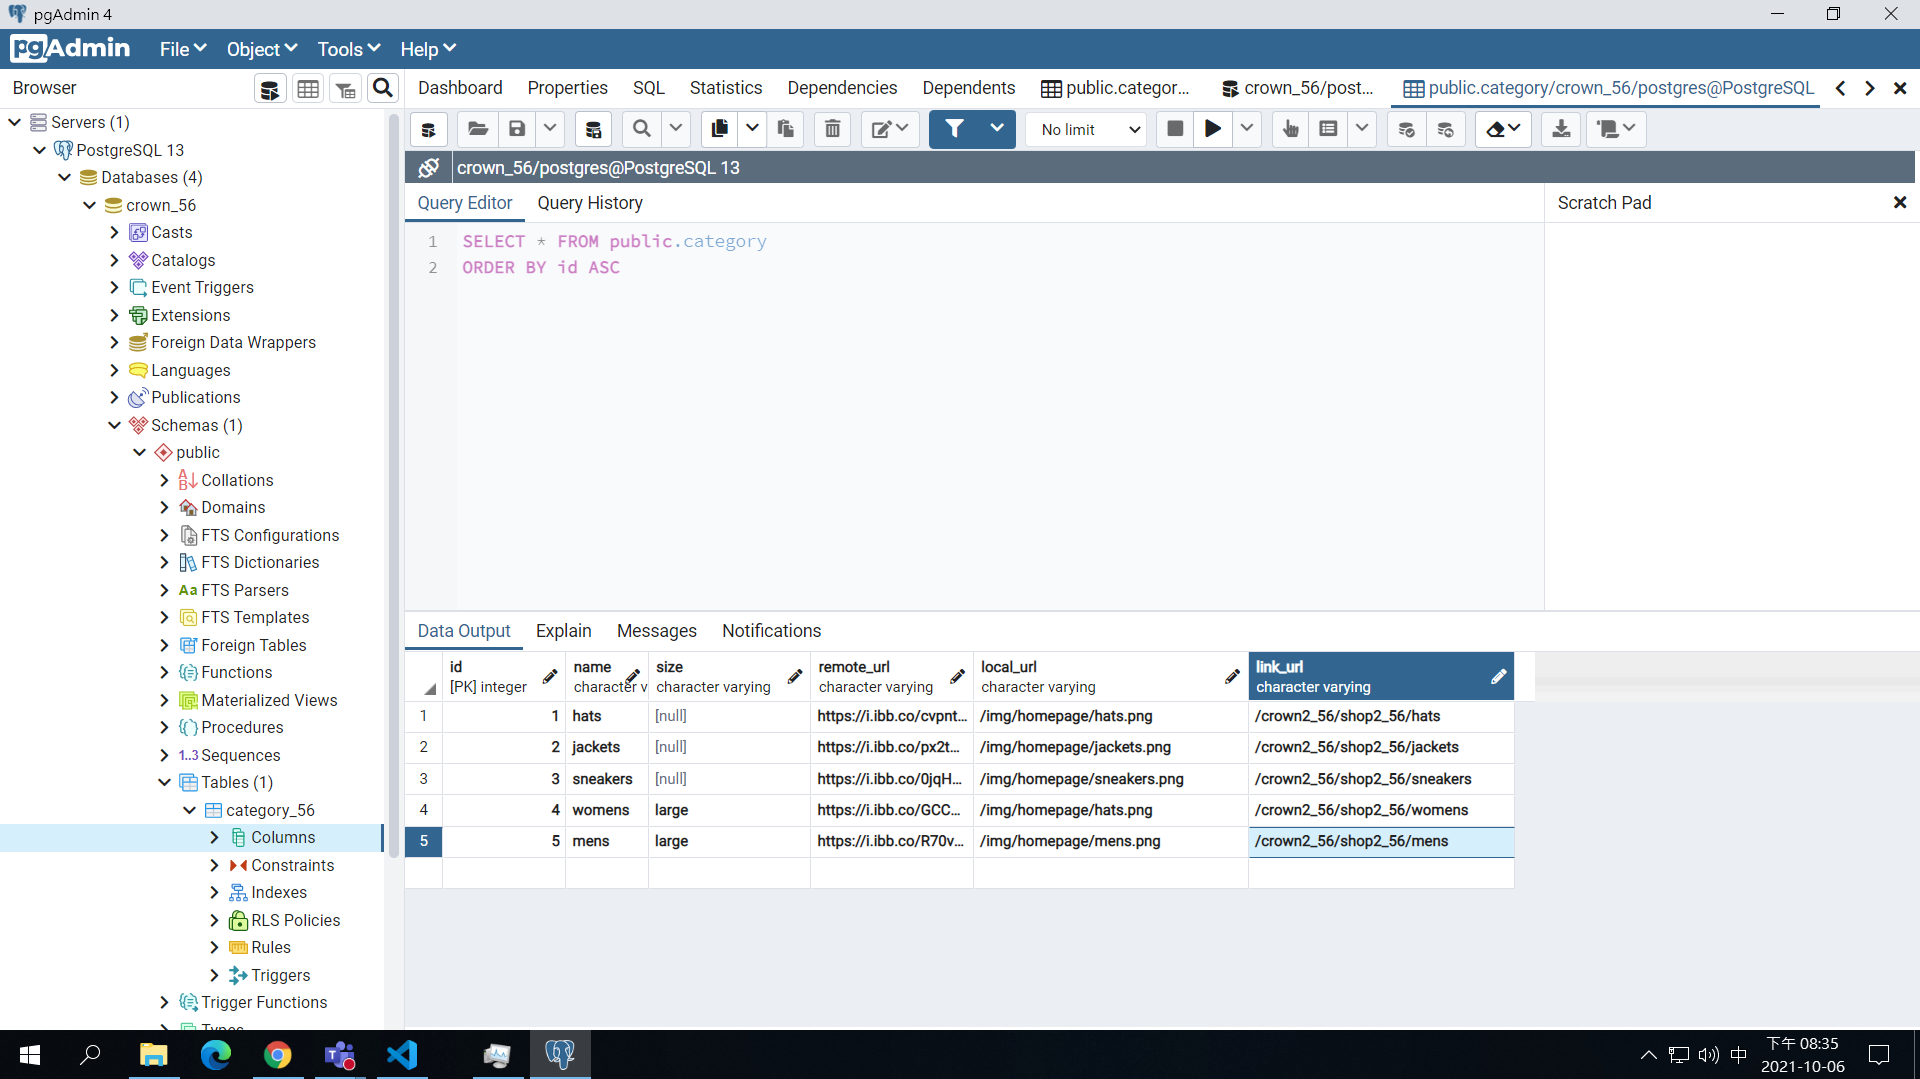 pgAdmin 4
pgAdmin File Object Tools Help
Browser
Dashboard Properties SQL Statistics Dependencies Dependents public.categor... crown_56/post... public.category/crown_56/postgres@PostgreSQL
No limit
Servers (1)
PostgreSQL 13
Databases (4)
crown_56
Casts
Catalogs
Event Triggers
Extensions
Foreign Data Wrappers
Languages
Publications
Schemas (1)
public
Collations
Domains
FTS Configurations
FTS Dictionaries
Aa FTS Parsers
FTS Templates
Foreign Tables
Functions
Materialized Views
Procedures
1..3 Sequences
Tables (1)
category_56
Columns
Constraints
Indexes
RLS Policies
Rules
Triggers
Trigger Functions
Types
crown_56/postgres@PostgreSQL 13
Query Editor Query History
Scratch Pad
1 SELECT * FROM public.category
2 ORDER BY id ASC
Data Output Explain Messages Notifications
id name size remote_url local_url link_url
[PK] integer character v character varying character varying character varying character varying
1 1 hats [null] https://i.ibb.co/cvpnt... /img/homepage/hats.png /crown2_56/shop2_56/hats
2 2 jackets [null] https://i.ibb.co/px2t... /img/homepage/jackets.png /crown2_56/shop2_56/jackets
3 3 sneakers [null] https://i.ibb.co/0jqH... /img/homepage/sneakers.png /crown2_56/shop2_56/sneakers
4 4 womens large https://i.ibb.co/GCC... /img/homepage/hats.png /crown2_56/shop2_56/womens
5 5 mens large https://i.ibb.co/R70v... /img/homepage/mens.png /crown2_56/shop2_56/mens
中
下午 08:35
2021-10-06